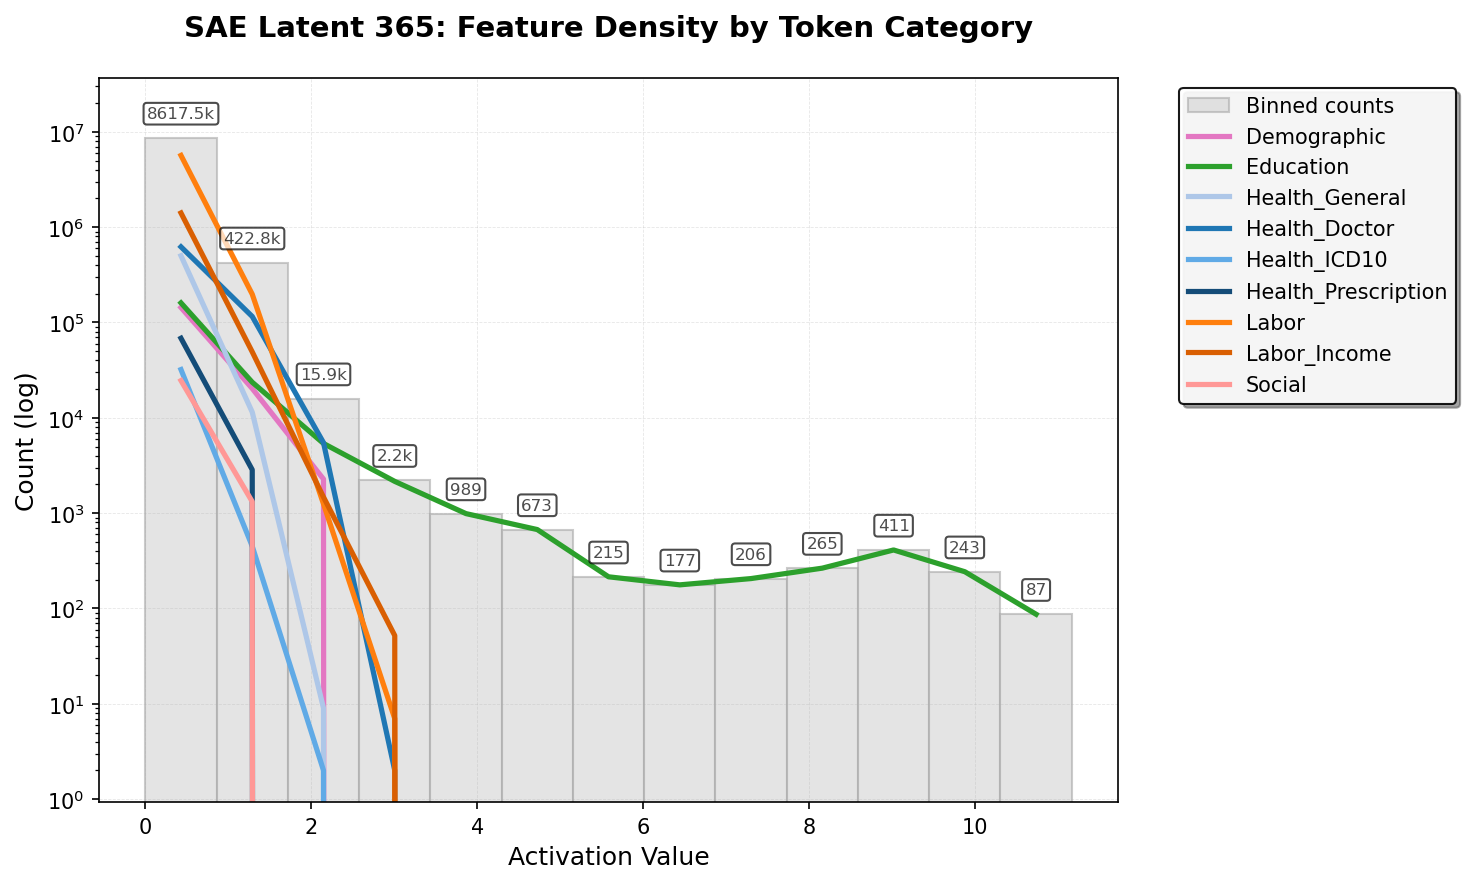 SAE Latent 365: Feature Density by Token Category
Count (log)
10⁷
10⁶
10⁵
10⁴
10³
10²
10¹
10⁰
8617.5k
422.8k
15.9k
2.2k
989
673
215
177
206
265
411
243
87
0
2
4
6
8
10
Activation Value
Binned counts
Demographic
Education
Health_General
Health_Doctor
Health_ICD10
Health_Prescription
Labor
Labor_Income
Social